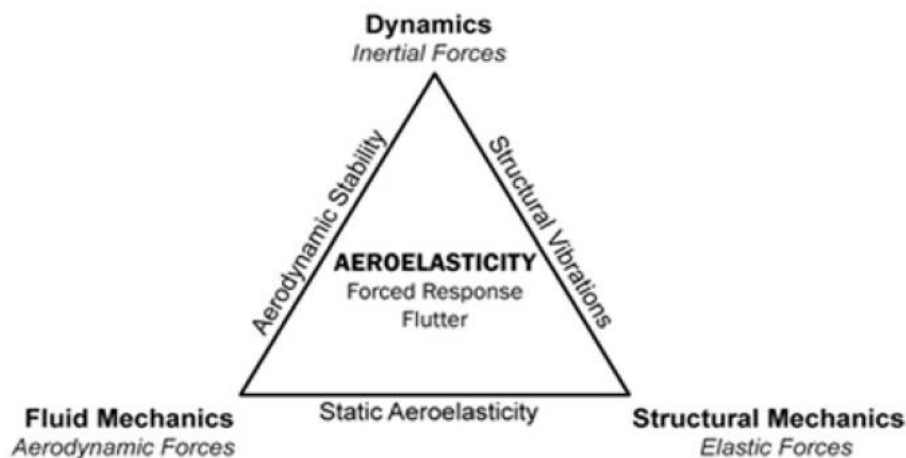 Dynamics
Inertial Forces
Aerodynamic Stability
Structural Vibrations
AEROELASTICITY
Forced Response
Flutter
Fluid Mechanics
Aerodynamic Forces
Static Aeroelasticity
Structural Mechanics
Elastic Forces